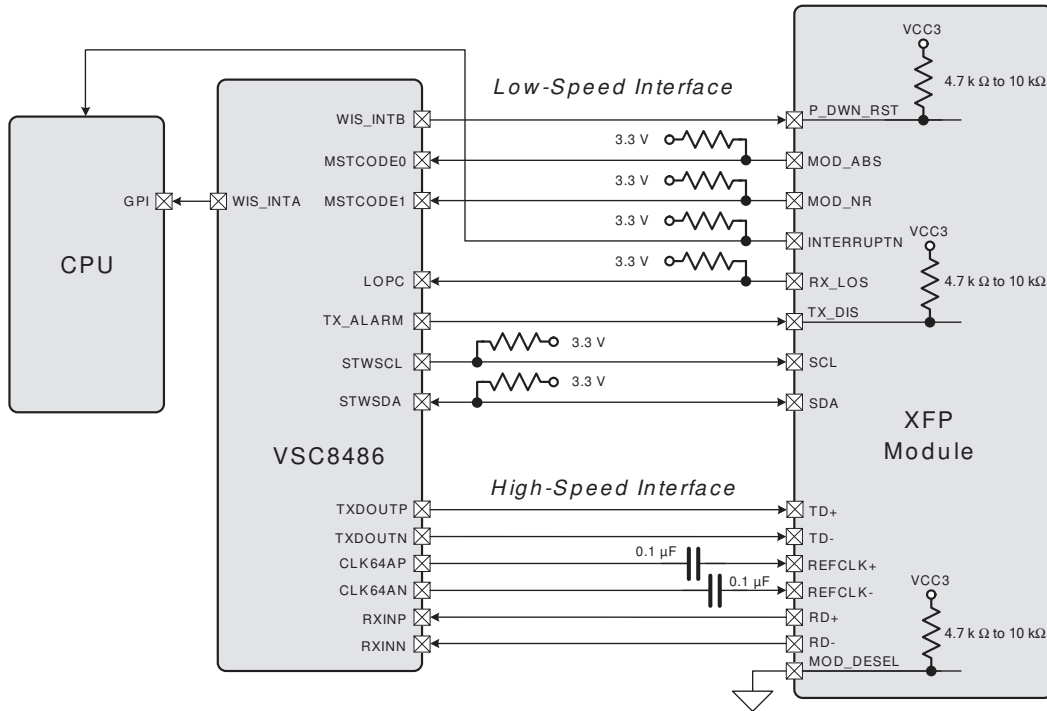 VCC3
4.7 k Ω to 10 kΩ
Low-Speed Interface
WIS_INTB
P_DWN_RST
3.3 V
MSTCODE0
MOD_ABS
3.3 V
GPI
WIS_INTA
MSTCODE1
MOD_NR
3.3 V
INTERRUPTN
VCC3
CPU
3.3 V
LOPC
RX_LOS
4.7 k Ω to 10 kΩ
TX_ALARM
TX_DIS
3.3 V
STWSCL
SCL
3.3 V
STWSDA
SDA
XFP
Module
VSC8486
High-Speed Interface
TXDOUTP
TD+
TXDOUTN
TD-
0.1 µF
CLK64AP
REFCLK+
0.1 µF
VCC3
CLK64AN
REFCLK-
RXINP
RD+
4.7 k Ω to 10 kΩ
RXINN
RD-
MOD_DESEL